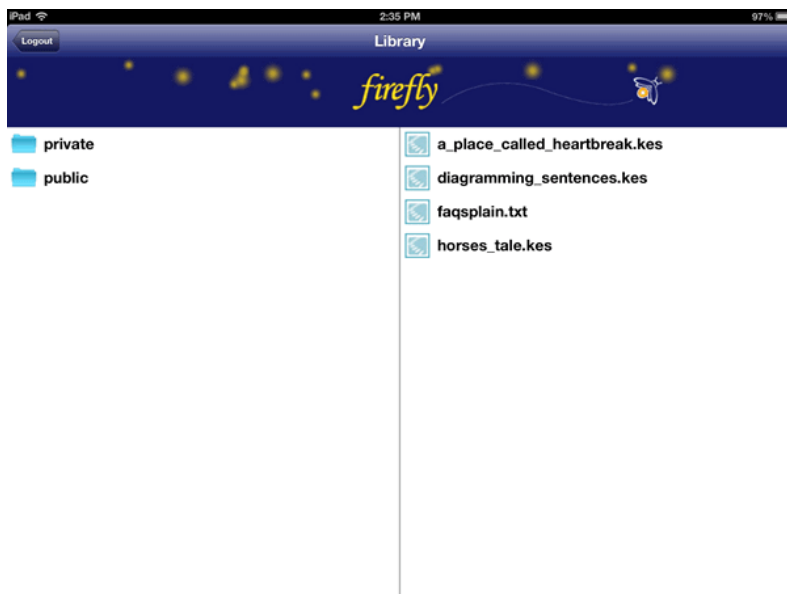 iPad 2:35 PM 97%
Logout Library
firefly
private
public
a_place_called_heartbreak.kes
diagramming_sentences.kes
faqsplain.txt
horses_tale.kes